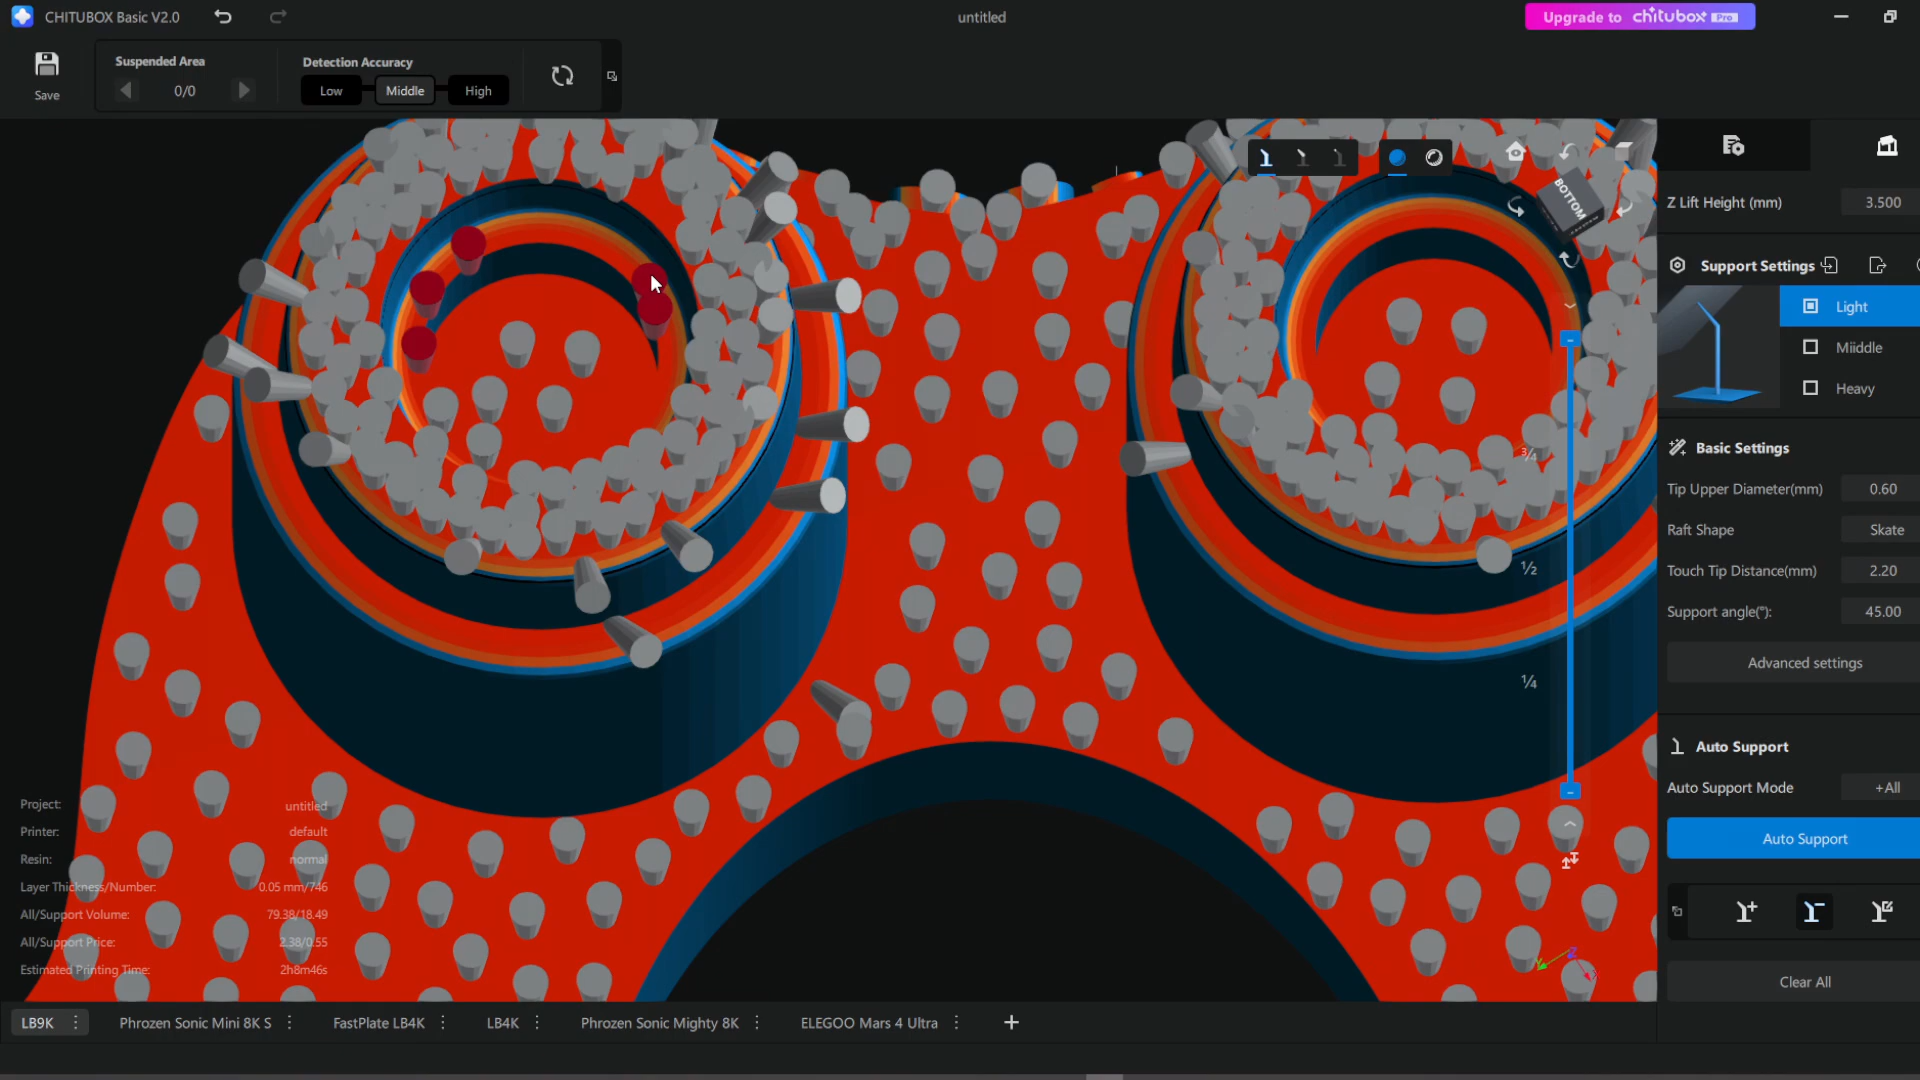 CHITUBOX Basic V2.0
untitled
Upgrade to chitubox Pro
Save
Suspended Area
0/0
Detection Accuracy
Low
Middle
High
BOTTOM
Z Lift Height (mm)
3.500
Support Settings
Light
Miiddle
Heavy
Basic Settings
Tip Upper Diameter(mm)
0.60
Raft Shape
Skate
Touch Tip Distance(mm)
2.20
Support angle(°):
45.00
Advanced settings
¾
½
¼
Auto Support
Auto Support Mode
+All
Auto Support
Clear All
Project:
untitled
Printer:
default
Resin:
normal
Layer Thickness/Number:
0.05 mm/746
All/Support Volume:
79.38/18.49
All/Support Price:
2.38/0.55
Estimated Printing Time:
2h8m46s
LB9K
Phrozen Sonic Mini 8K S
FastPlate LB4K
LB4K
Phrozen Sonic Mighty 8K
ELEGOO Mars 4 Ultra